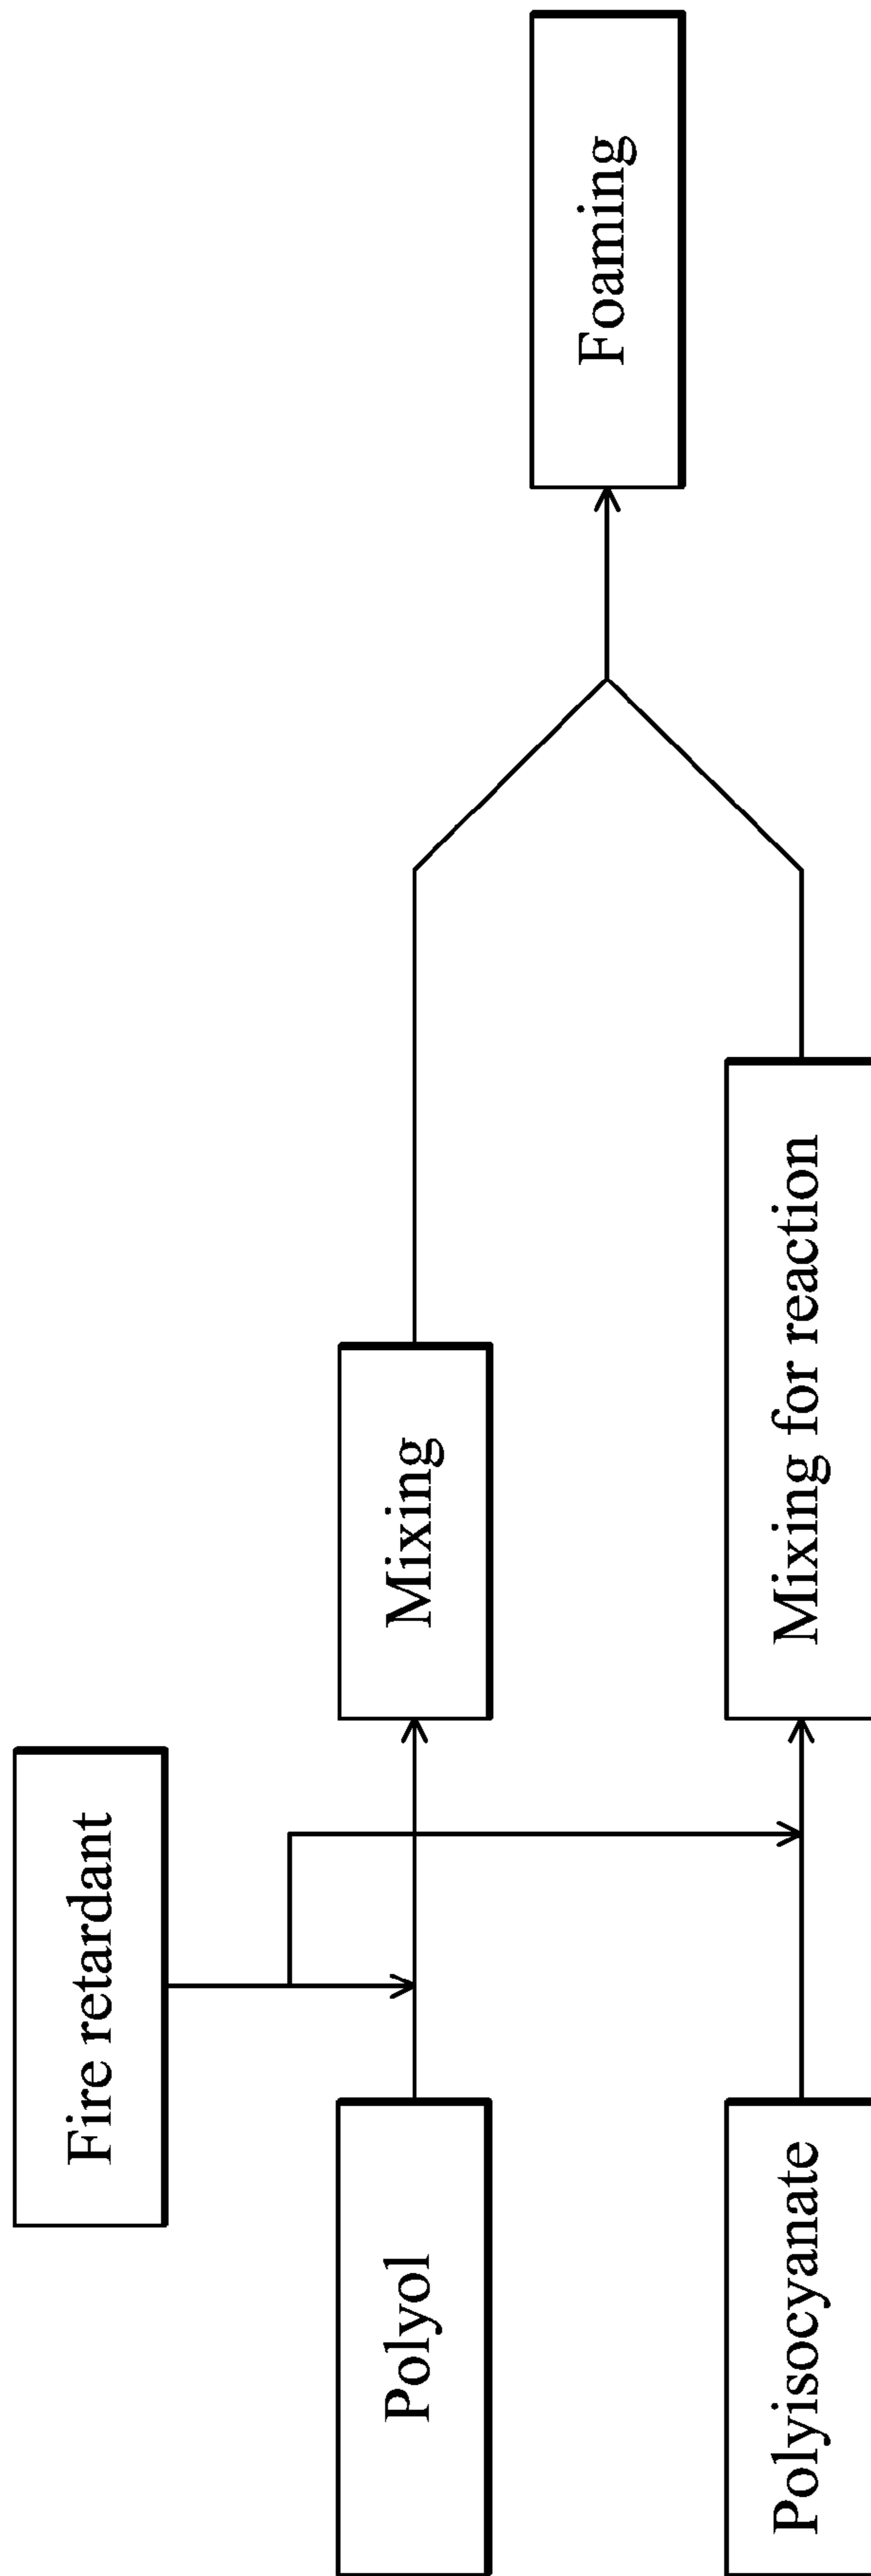 Fire retardant
Polyol
Mixing
Foaming
Polyisocyanate
Mixing for reaction